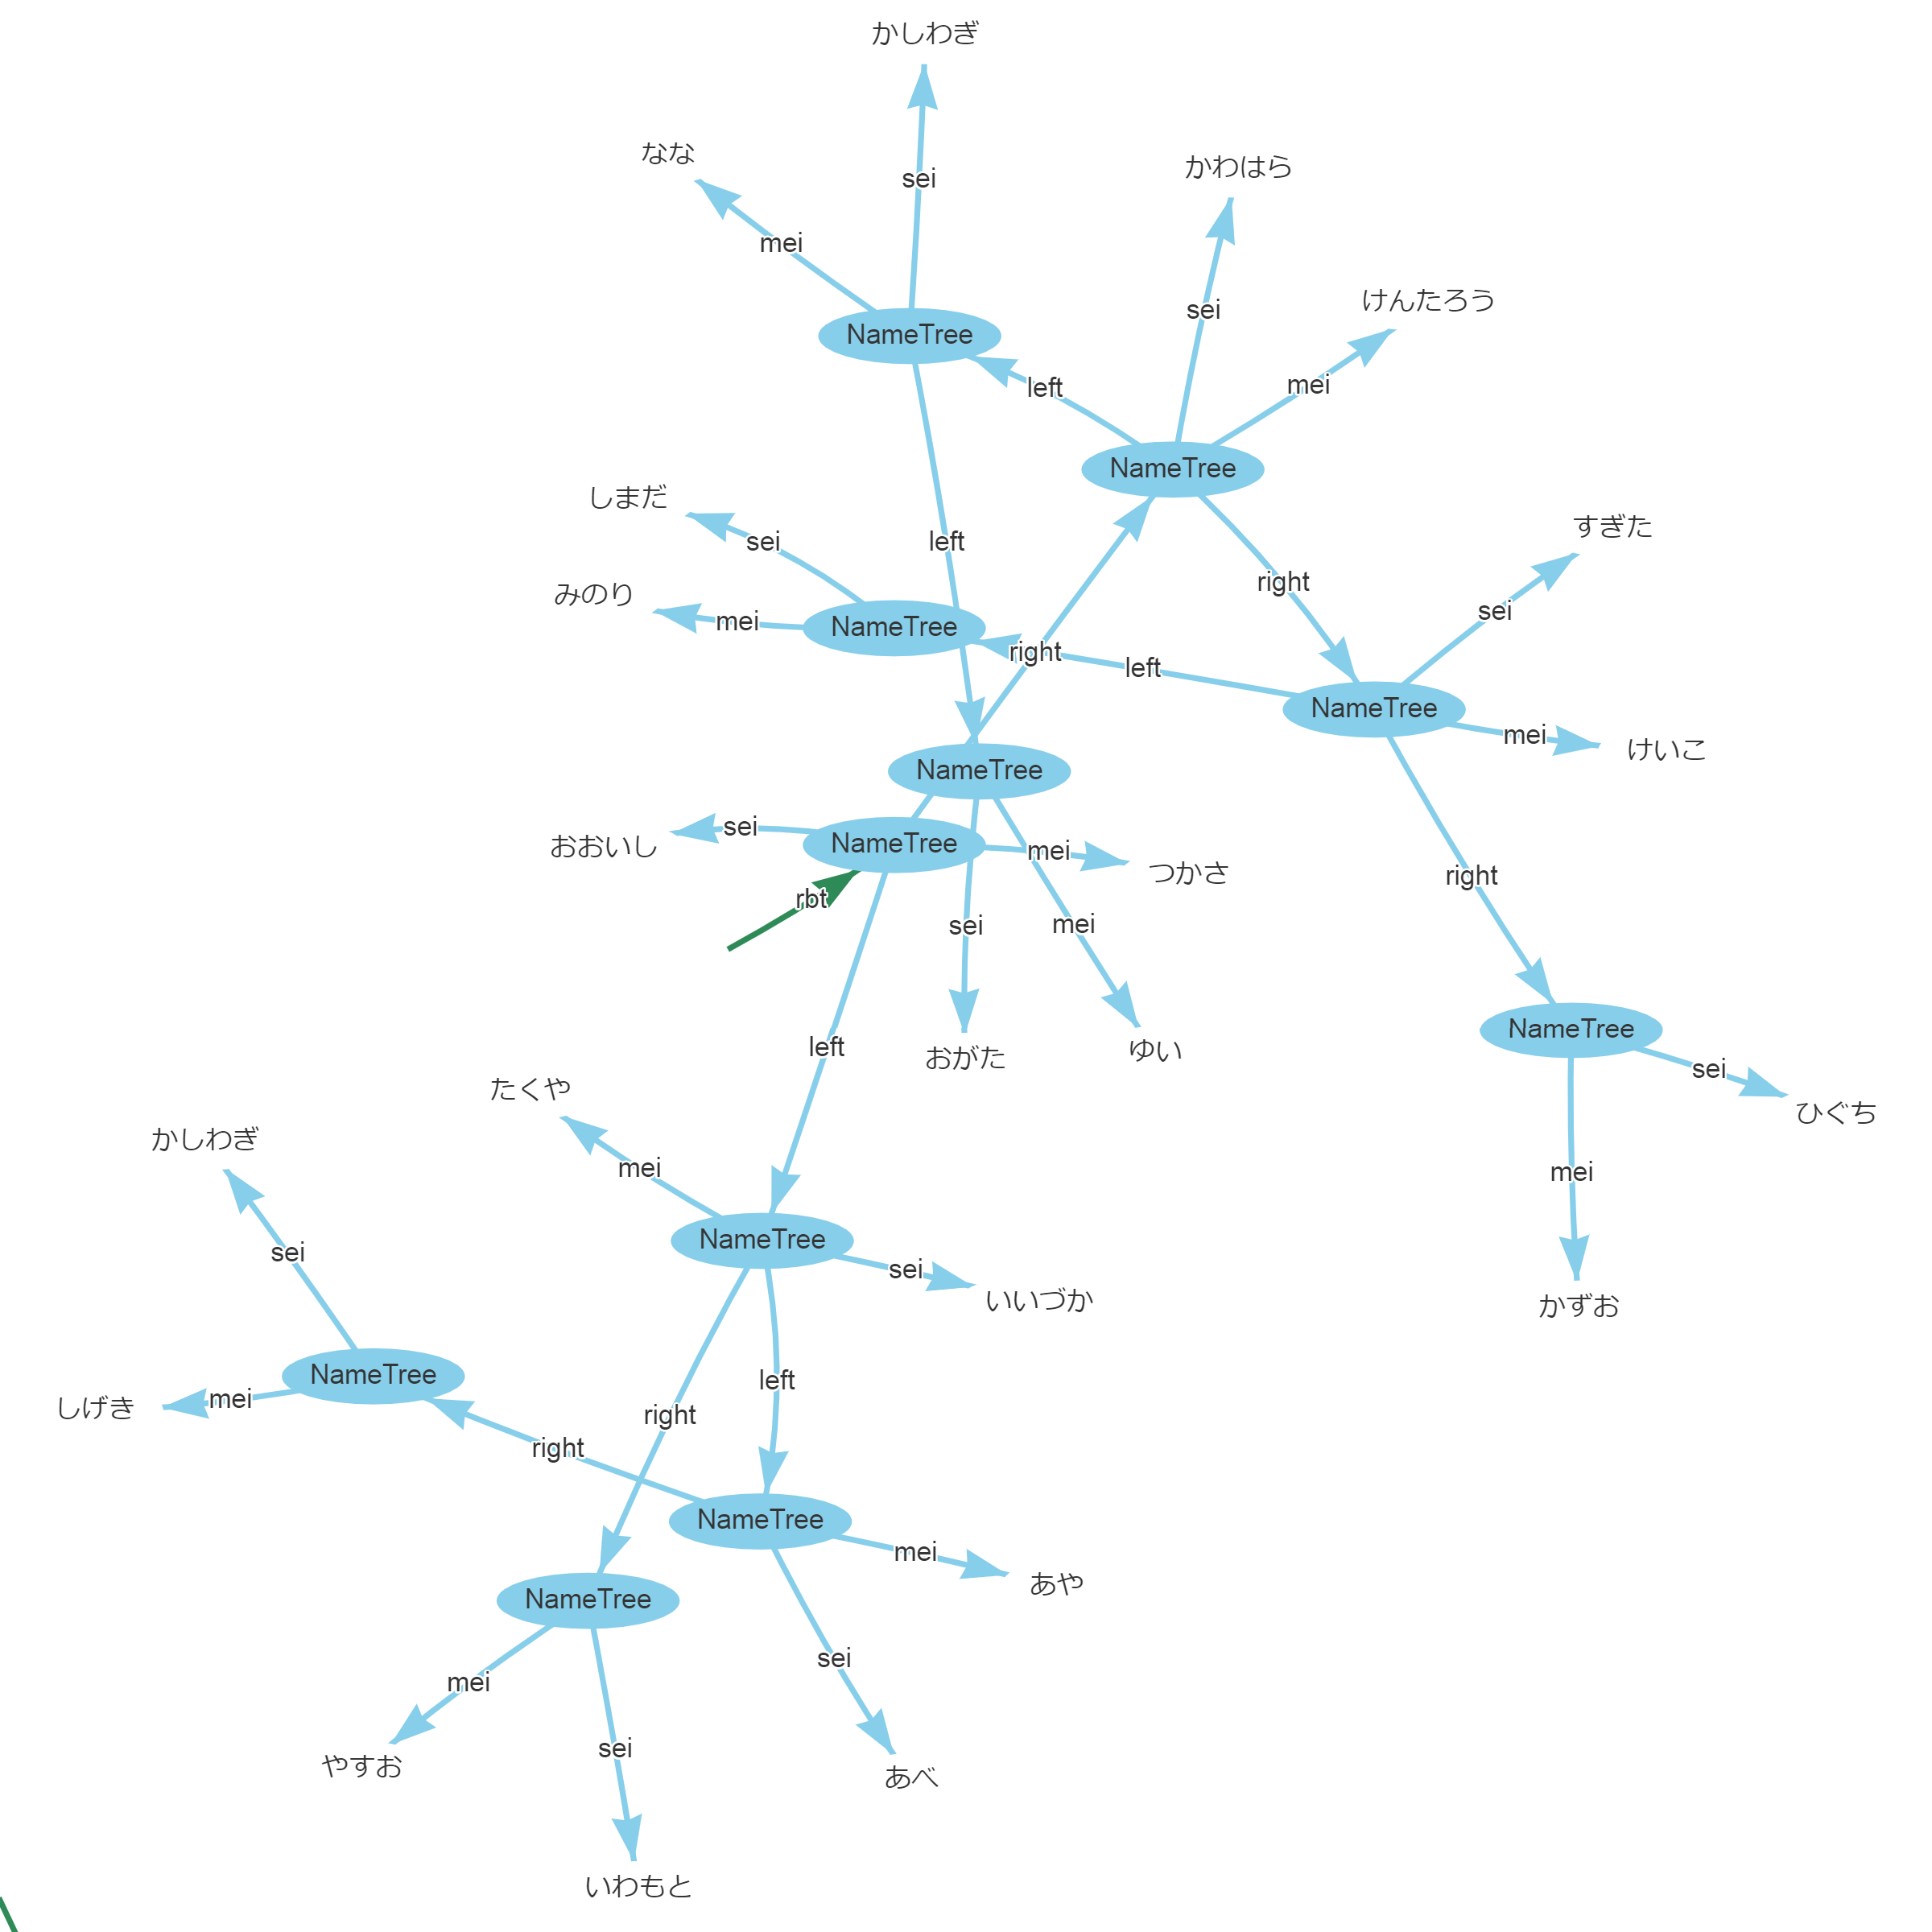 かしわぎ
なな
sei
かわはら
mei
けんたろう
sei
NameTree
mei
left
NameTree
しまだ
すぎた
sei
left
right
みのり
sei
mei
NameTree
right
left
NameTree
mei
けいこ
NameTree
おおいし
sei
NameTree
mei
つかさ
right
rbt
sei
mei
NameTree
left
おがた
ゆい
sei
たくや
ひぐち
かしわぎ
mei
mei
sei
NameTree
sei
いいづか
かずお
NameTree
left
しげき
mei
right
right
NameTree
mei
あや
NameTree
sei
mei
sei
やすお
あべ
いわもと